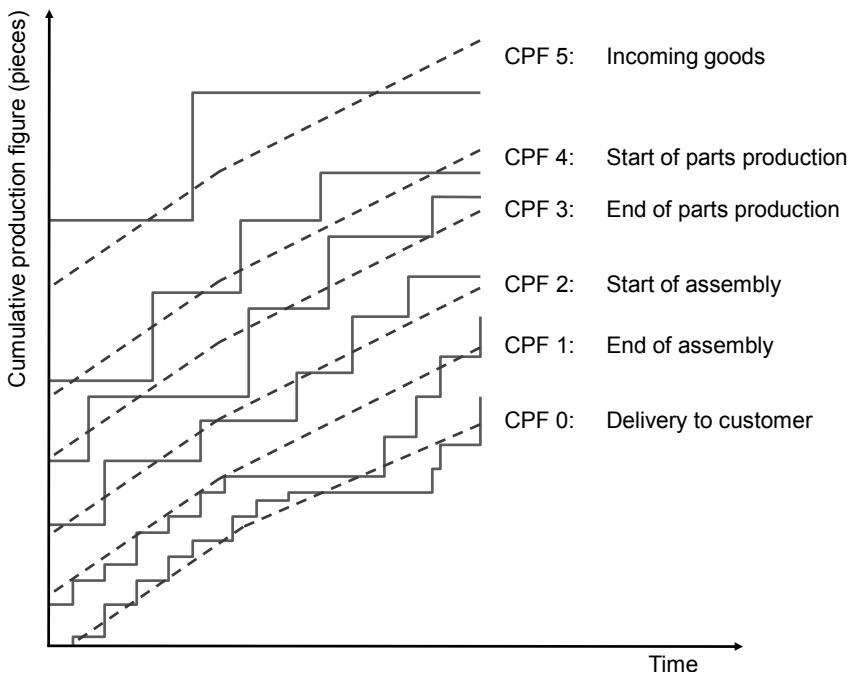 Cumulative production figure (pieces)
CPF 5: Incoming goods
CPF 4: Start of parts production
CPF 3: End of parts production
CPF 2: Start of assembly
CPF 1: End of assembly
CPF 0: Delivery to customer
Time